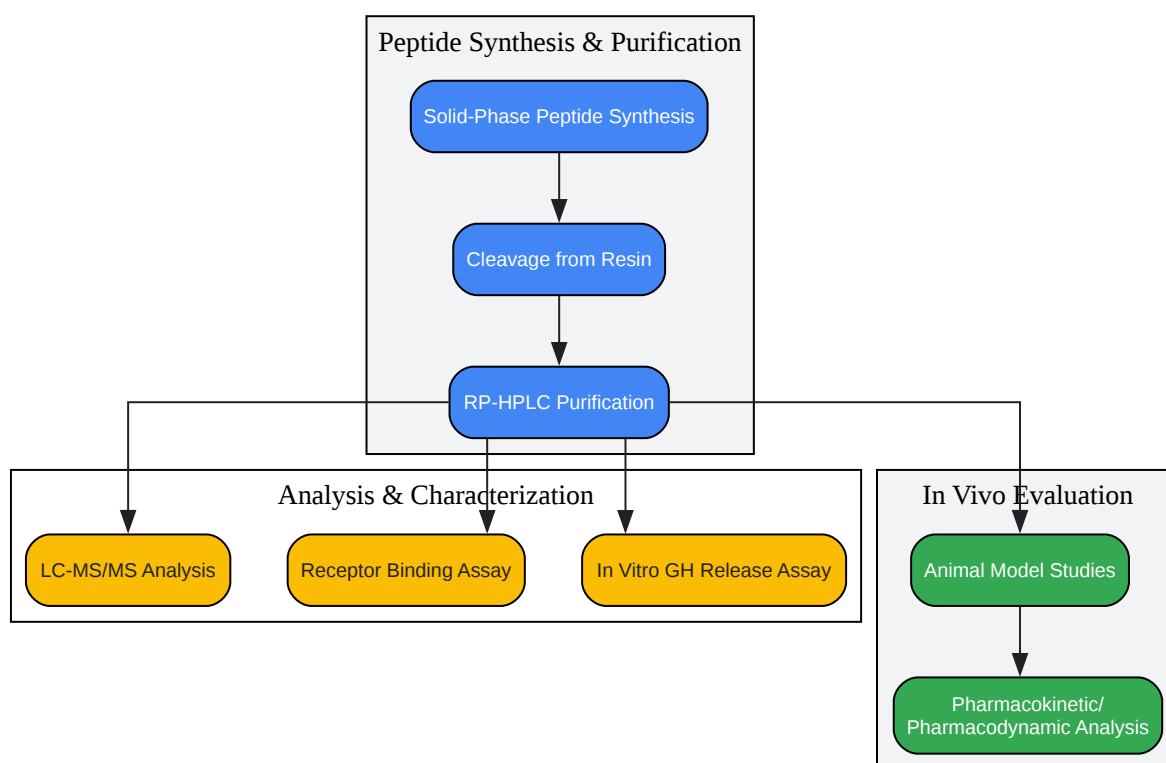 Peptide Synthesis & Purification
Solid-Phase Peptide Synthesis
Cleavage from Resin
RP-HPLC Purification
Analysis & Characterization
LC-MS/MS Analysis
Receptor Binding Assay
In Vitro GH Release Assay
In Vivo Evaluation
Animal Model Studies
Pharmacokinetic/
Pharmacodynamic Analysis